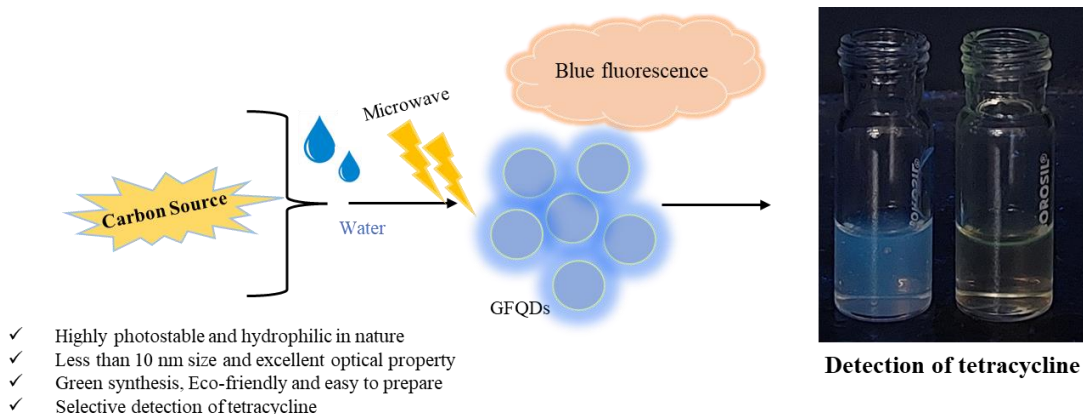 Blue fluorescence
Microwave
Carbon Source
Water
GFQDs
✓ Highly photostable and hydrophilic in nature
✓ Less than 10 nm size and excellent optical property
✓ Green synthesis, Eco-friendly and easy to prepare
✓ Selective detection of tetracycline
OROSIL®
Detection of tetracycline